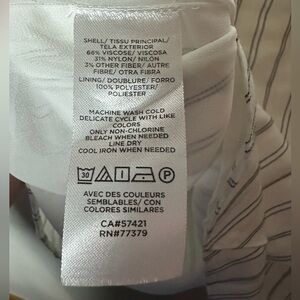 SHELL/ TISSU PRINCIPAL/
TELA EXTERIOR
66% VISCOSE/ VISCOSA
31% NYLON/ NILÓN
3% OTHER FIBER/ AUTRE
FIBRE/ OTRA FIBRA
LINING/ DOUBLURE/ FORRO
100% POLYESTER/
POLIESTER
MACHINE WASH COLD
DELICATE CYCLE WITH LIKE
COLORS
ONLY NON-CHLORINE
BLEACH WHEN NEEDED
LINE DRY
COOL IRON WHEN NEEDED
30 P
AVEC DES COULEURS
SEMBLABLES/ CON
COLORES SIMILARES
CA#57421
RN#77379